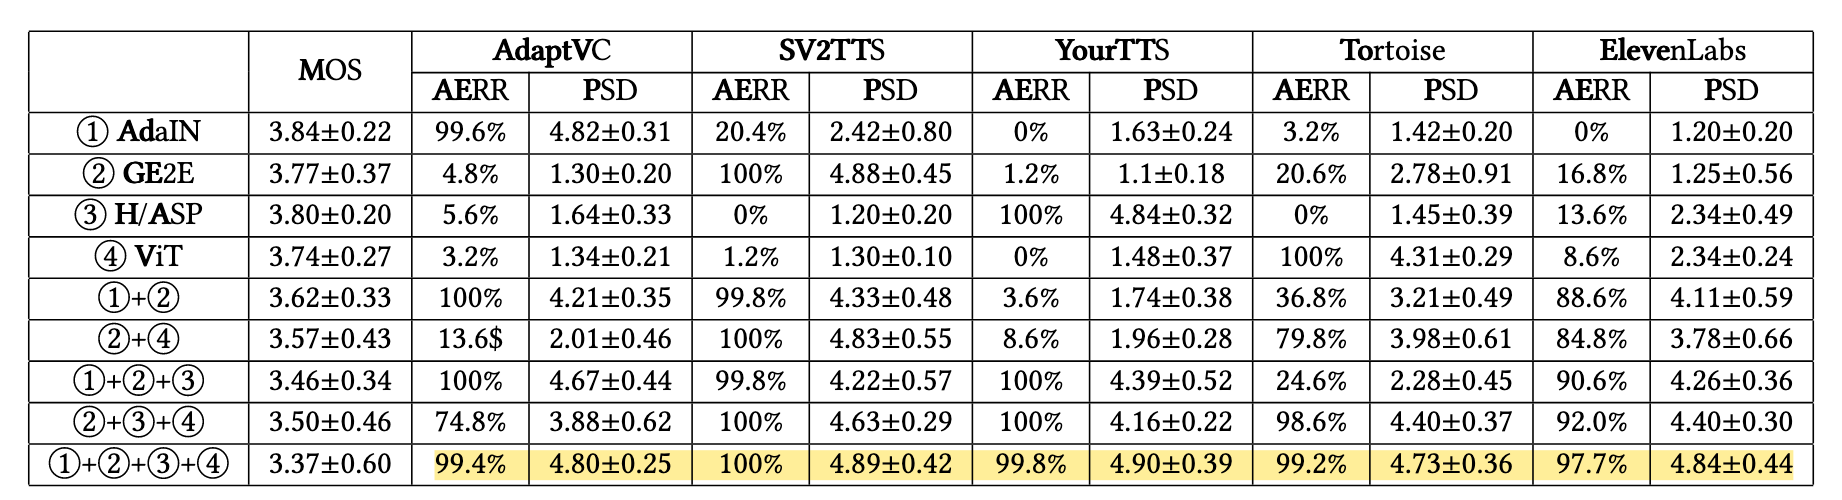 MOS AdaptVC SV2TTS YourTTS Tortoise ElevenLabs
AERR PSD AERR PSD AERR PSD AERR PSD AERR PSD
① AdaIN 3.84±0.22 99.6% 4.82±0.31 20.4% 2.42±0.80 0% 1.63±0.24 3.2% 1.42±0.20 0% 1.20±0.20
② GE2E 3.77±0.37 4.8% 1.30±0.20 100% 4.88±0.45 1.2% 1.1±0.18 20.6% 2.78±0.91 16.8% 1.25±0.56
③ H/ASP 3.80±0.20 5.6% 1.64±0.33 0% 1.20±0.20 100% 4.84±0.32 0% 1.45±0.39 13.6% 2.34±0.49
④ ViT 3.74±0.27 3.2% 1.34±0.21 1.2% 1.30±0.10 0% 1.48±0.37 100% 4.31±0.29 8.6% 2.34±0.24
①+② 3.62±0.33 100% 4.21±0.35 99.8% 4.33±0.48 3.6% 1.74±0.38 36.8% 3.21±0.49 88.6% 4.11±0.59
②+④ 3.57±0.43 13.6$ 2.01±0.46 100% 4.83±0.55 8.6% 1.96±0.28 79.8% 3.98±0.61 84.8% 3.78±0.66
①+②+③ 3.46±0.34 100% 4.67±0.44 99.8% 4.22±0.57 100% 4.39±0.52 24.6% 2.28±0.45 90.6% 4.26±0.36
②+③+④ 3.50±0.46 74.8% 3.88±0.62 100% 4.63±0.29 100% 4.16±0.22 98.6% 4.40±0.37 92.0% 4.40±0.30
①+②+③+④ 3.37±0.60 99.4% 4.80±0.25 100% 4.89±0.42 99.8% 4.90±0.39 99.2% 4.73±0.36 97.7% 4.84±0.44